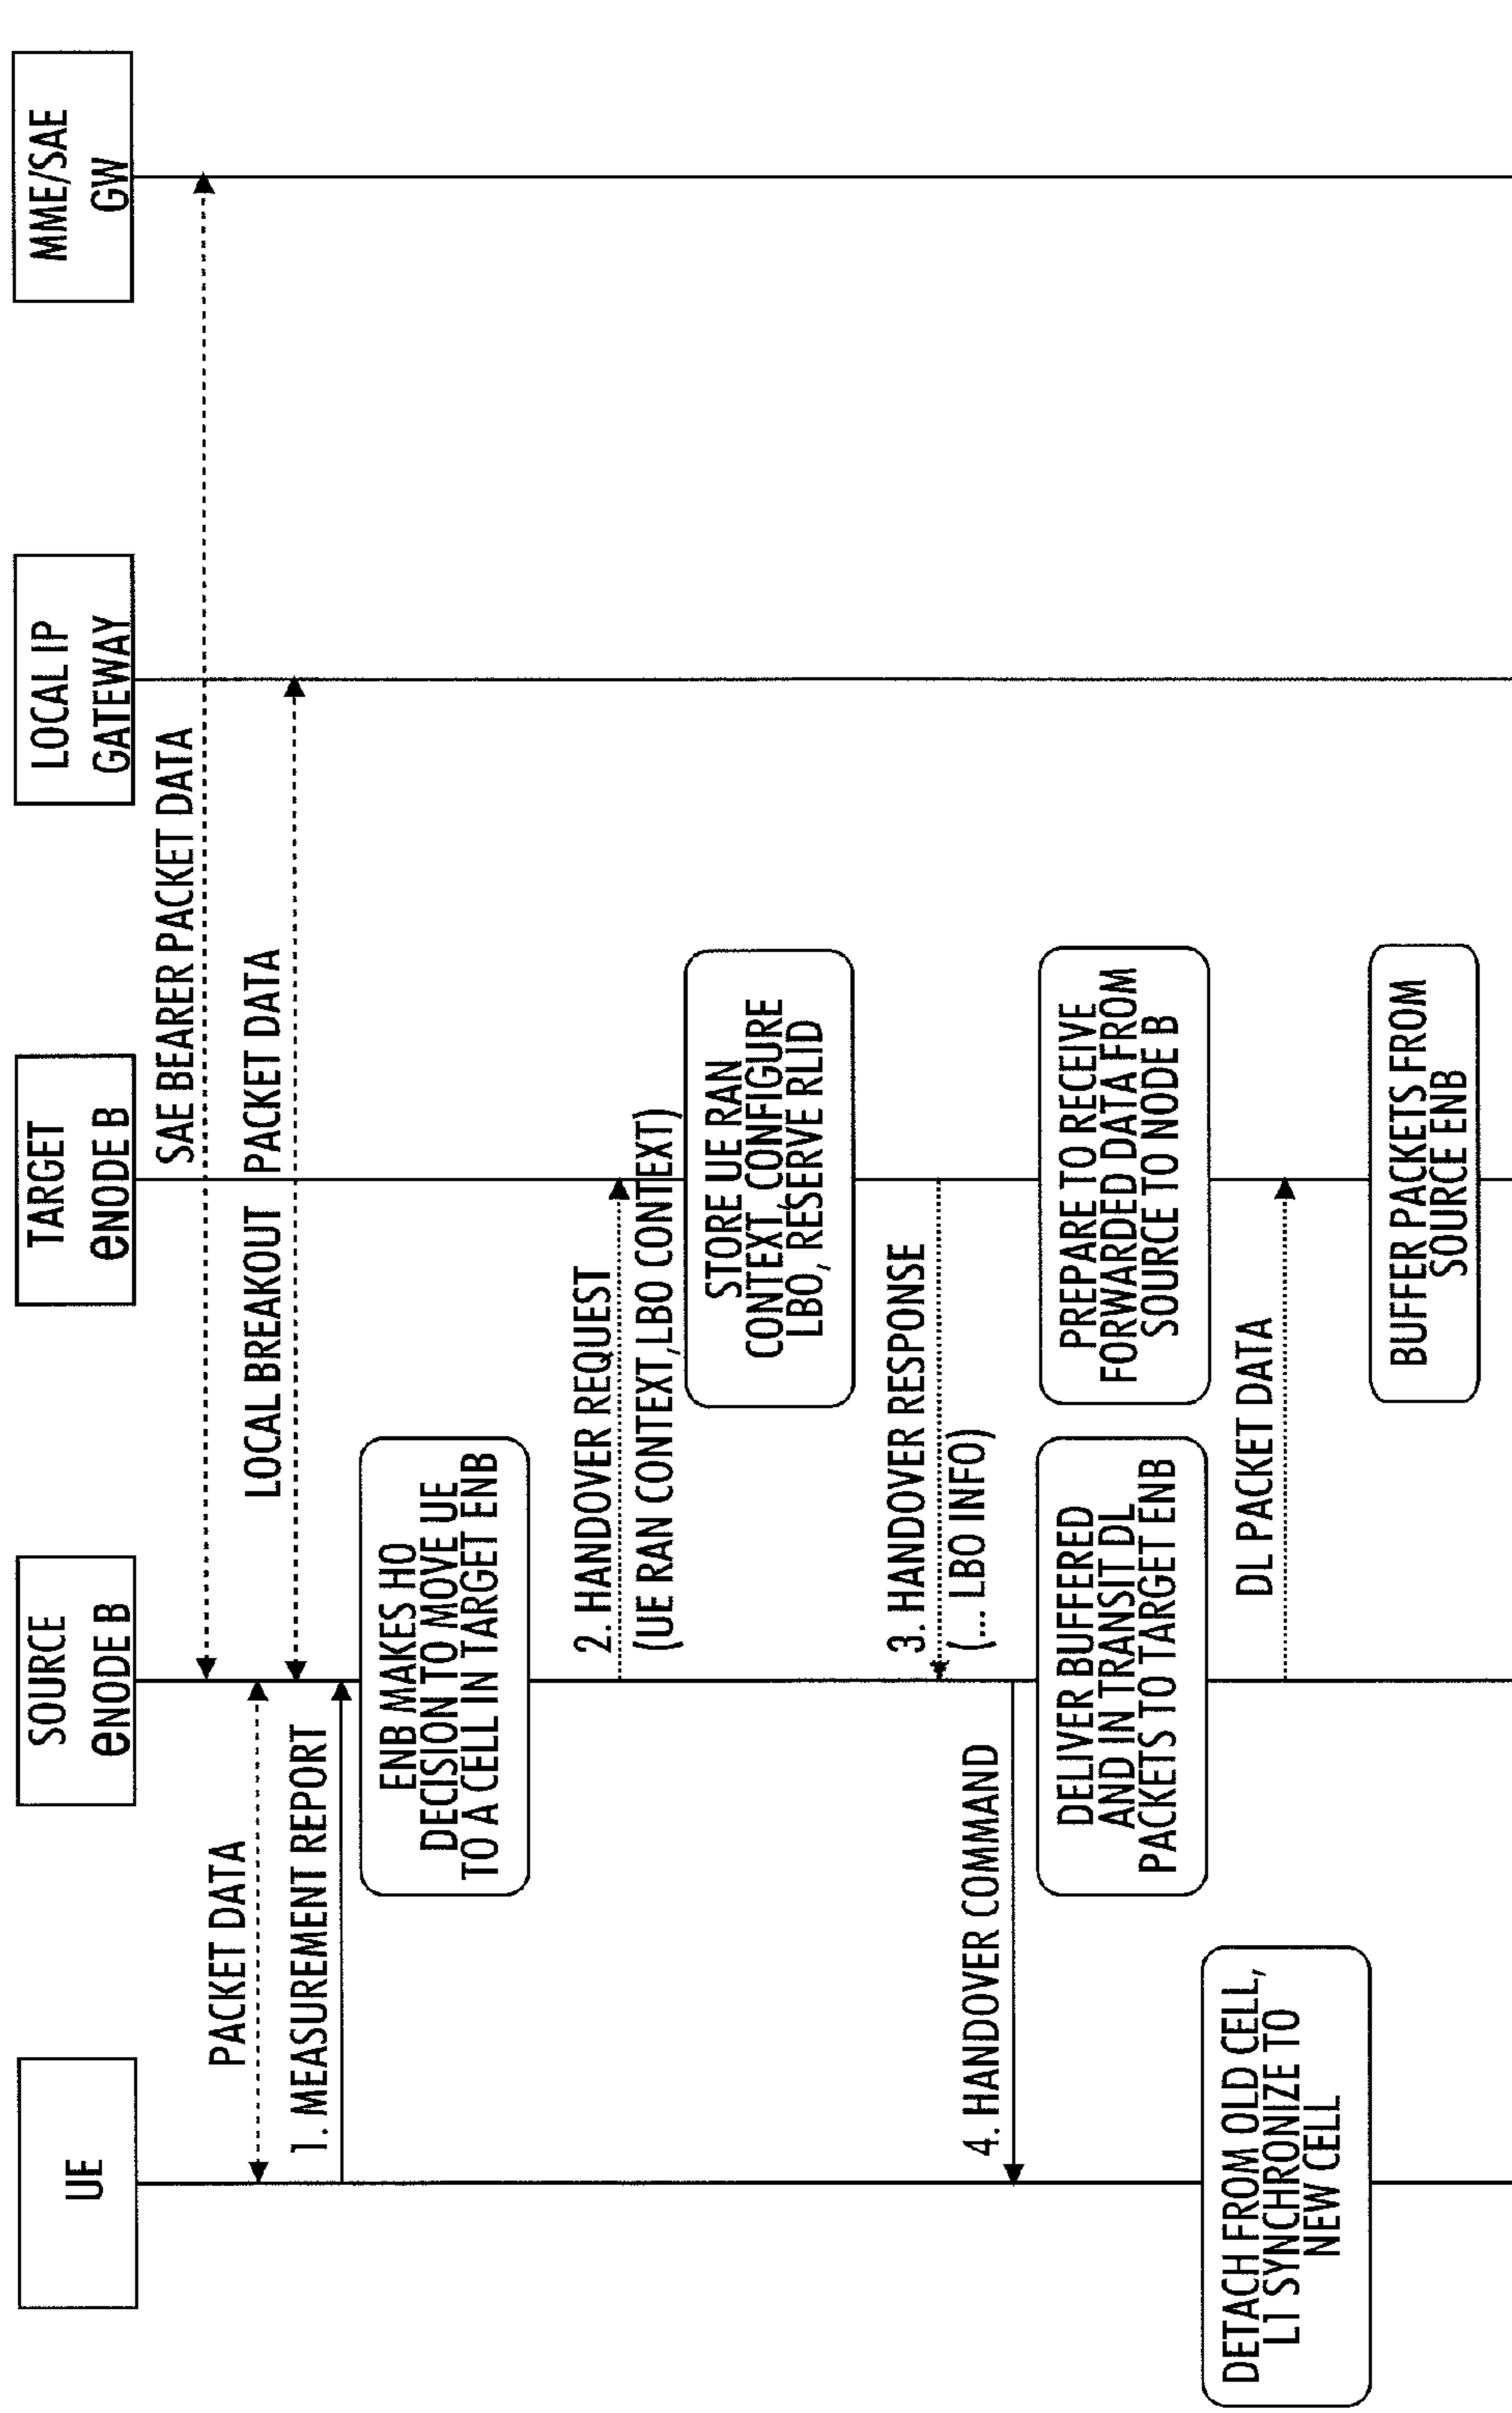 UE
SOURCE
eNODE B
TARGET
eNODE B
LOCAL IP
GATEWAY
MME/SAE
GW
SAE BEARER PACKET DATA
PACKET DATA
LOCAL BREAKOUT PACKET DATA
1. MEASUREMENT REPORT
ENB MAKES HO
DECISION TO MOVE UE
TO A CELL IN TARGET ENB
2. HANDOVER REQUEST
(UE RAN CONTEXT,LBO CONTEXT)
STORE UE RAN
CONTEXT, CONFIGURE
LBO, RESERVE RLID
3. HANDOVER RESPONSE
(... LBO INFO)
4. HANDOVER COMMAND
DELIVER BUFFERED
AND IN TRANSIT DL
PACKETS TO TARGET ENB
PREPARE TO RECEIVE
FORWARDED DATA FROM
SOURCE TO NODE B
DETACH FROM OLD CELL,
L1 SYNCHRONIZE TO
NEW CELL
DL PACKET DATA
BUFFER PACKETS FROM
SOURCE ENB